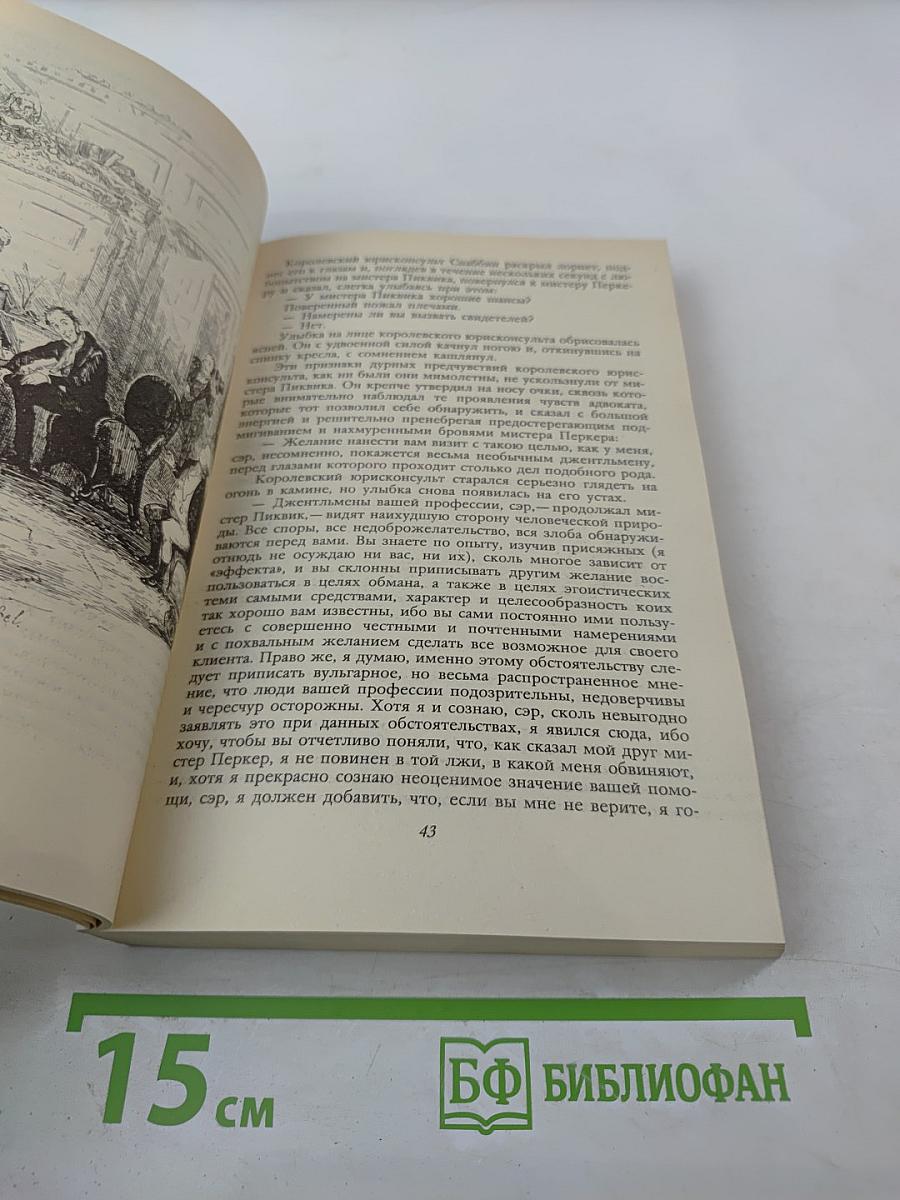 Королевский юрисконсульт Снаббин раскрыл лорнет, под-
нес его к глазам и, поглядев в течение нескольких секунд с лю-
бопытством на мистера Пиквика, повернулся к мистеру Перке-
ру и сказал, слегка улыбаясь при этом:
— У мистера Пиквика хорошие шансы?
Поверенный пожал плечами.
— Намерены ли вы вызвать свидетелей?
— Нет.
Улыбка на лице королевского юрисконсульта обрисовалась
ясней. Он с удвоенной силой качнул ногою и, откинувшись на
спинку кресла, с сомнением кашлянул.
Эти признаки дурных предчувствий королевского юрис-
консульта, как ни были они мимолетны, не ускользнули от ми-
стера Пиквика. Он крепче утвердил на носу очки, сквозь кото-
рые внимательно наблюдал те проявления чувств адвоката,
которые тот позволил себе обнаружить, и сказал с большой
энергией и решительно пренебрегая предостерегающим под-
мигиванием и нахмуренными бровями мистера Перкера:
— Желание нанести вам визит с такою целью, как у меня,
сэр, несомненно, покажется весьма необычным джентльмену,
перед глазами которого проходит столько дел подобного рода.
Королевский юрисконсульт старался серьезно глядеть на
огонь в камине, но улыбка снова появилась на его устах.
— Джентльмены вашей профессии, сэр,— продолжал ми-
стер Пиквик,— видят наихудшую сторону человеческой приро-
ды. Все споры, все недоброжелательство, вся злоба обнаружи-
ваются перед вами. Вы знаете по опыту, изучив присяжных (я
отнюдь не осуждаю ни вас, ни их), сколь многое зависит от
«эффекта», и вы склонны приписывать другим желание вос-
пользоваться в целях обмана, а также в целях эгоистических
теми самыми средствами, характер и целесообразность коих
так хорошо вам известны, ибо вы сами постоянно ими пользу-
етесь с совершенно честными и почтенными намерениями
и с похвальным желанием сделать все возможное для своего
клиента. Право же, я думаю, именно этому обстоятельству сле-
дует приписать вульгарное, но весьма распространенное мне-
ние, что люди вашей профессии подозрительны, недоверчивы
и чересчур осторожны. Хотя я и сознаю, сэр, сколь невыгодно
заявлять это при данных обстоятельствах, я явился сюда, ибо
хочу, чтобы вы отчетливо поняли, что, как сказал мой друг ми-
стер Перкер, я не повинен в той лжи, в какой меня обвиняют,
и, хотя я прекрасно сознаю неоценимое значение вашей помо-
щи, сэр, я должен добавить, что, если вы мне не верите, я го-
43
15 см
БФ БИБЛИОФАН